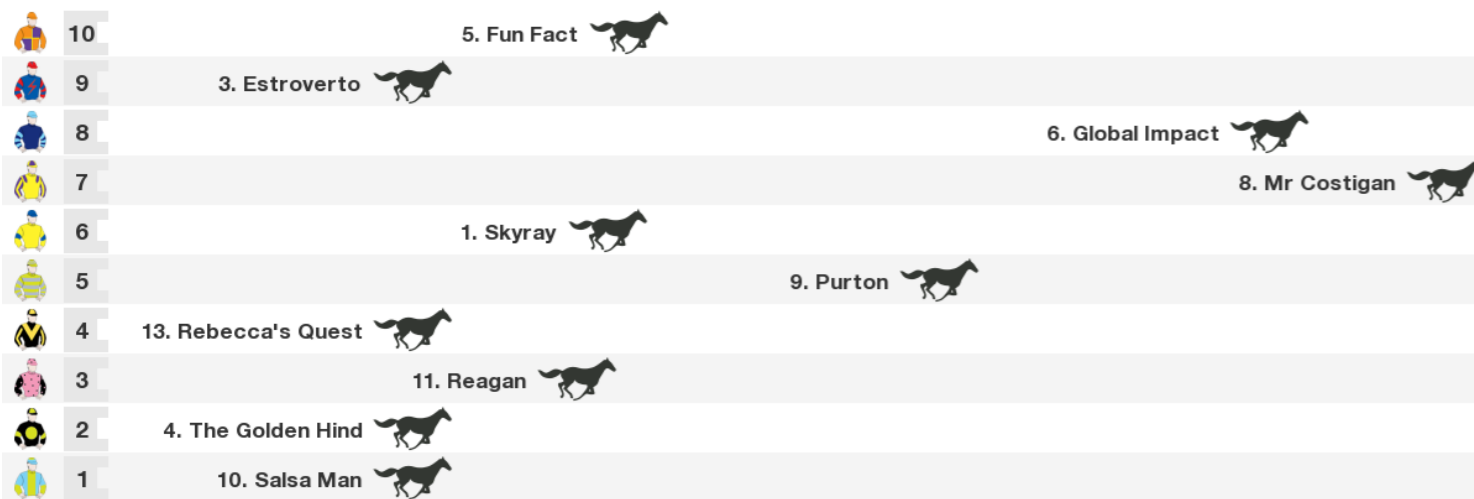 10 5. Fun Fact
9 3. Estroverto
8 6. Global Impact
7 8. Mr Costigan
6 1. Skyray
5 9. Purton
4 13. Rebecca's Quest
3 11. Reagan
2 4. The Golden Hind
1 10. Salsa Man